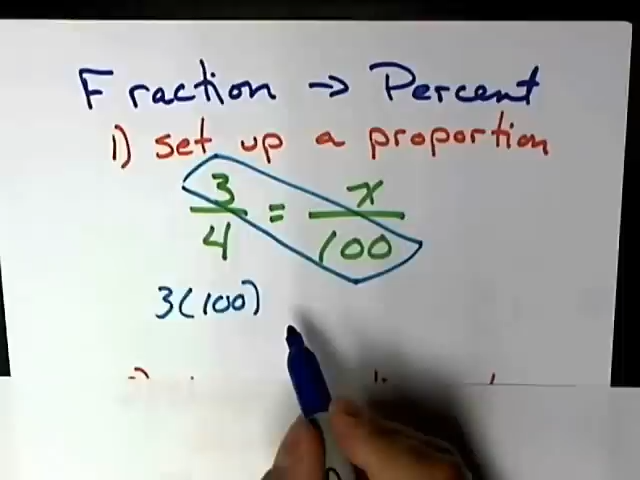 Fraction → Percent
1) set up a proportion
3/4 = x/100
3(100)